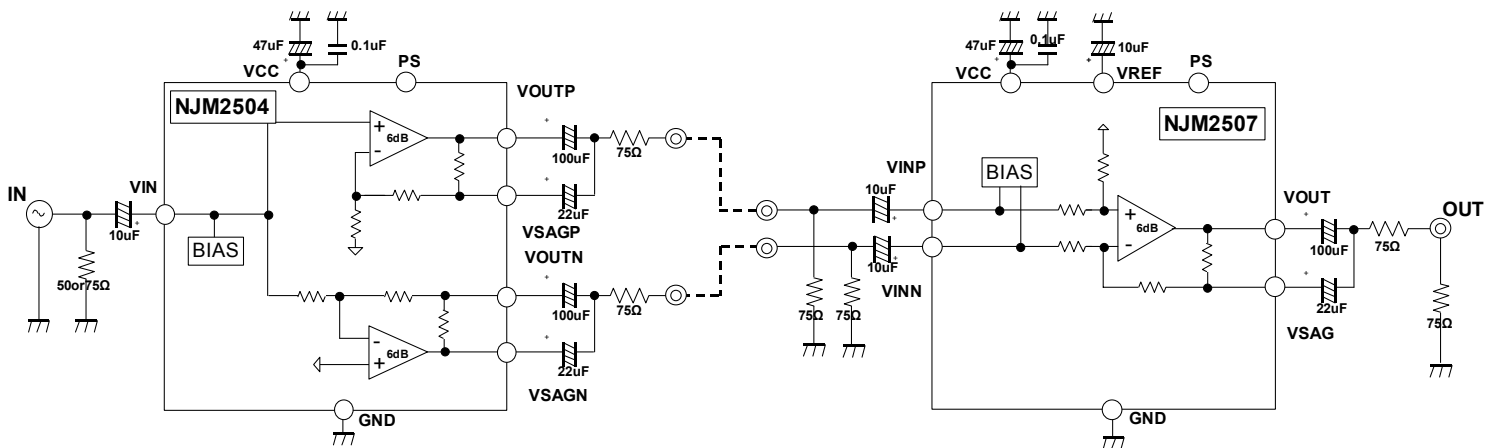 47uF
+
0.1uF
VCC
PS
NJM2504
VOUTP
+
-
6dB
+
100uF
75Ω
+
22uF
VSAGP
IN
VIN
10uF
+
BIAS
50or75Ω
VOUTN
+
100uF
75Ω
-
+
6dB
+
22uF
VSAGN
GND
47uF
+
0.1uF
10uF
+
VCC
VREF
PS
NJM2507
VINP
10uF
+
BIAS
10uF
+
VINN
75Ω
75Ω
+
-
6dB
VOUT
+
100uF
75Ω
OUT
+
22uF
VSAG
75Ω
GND